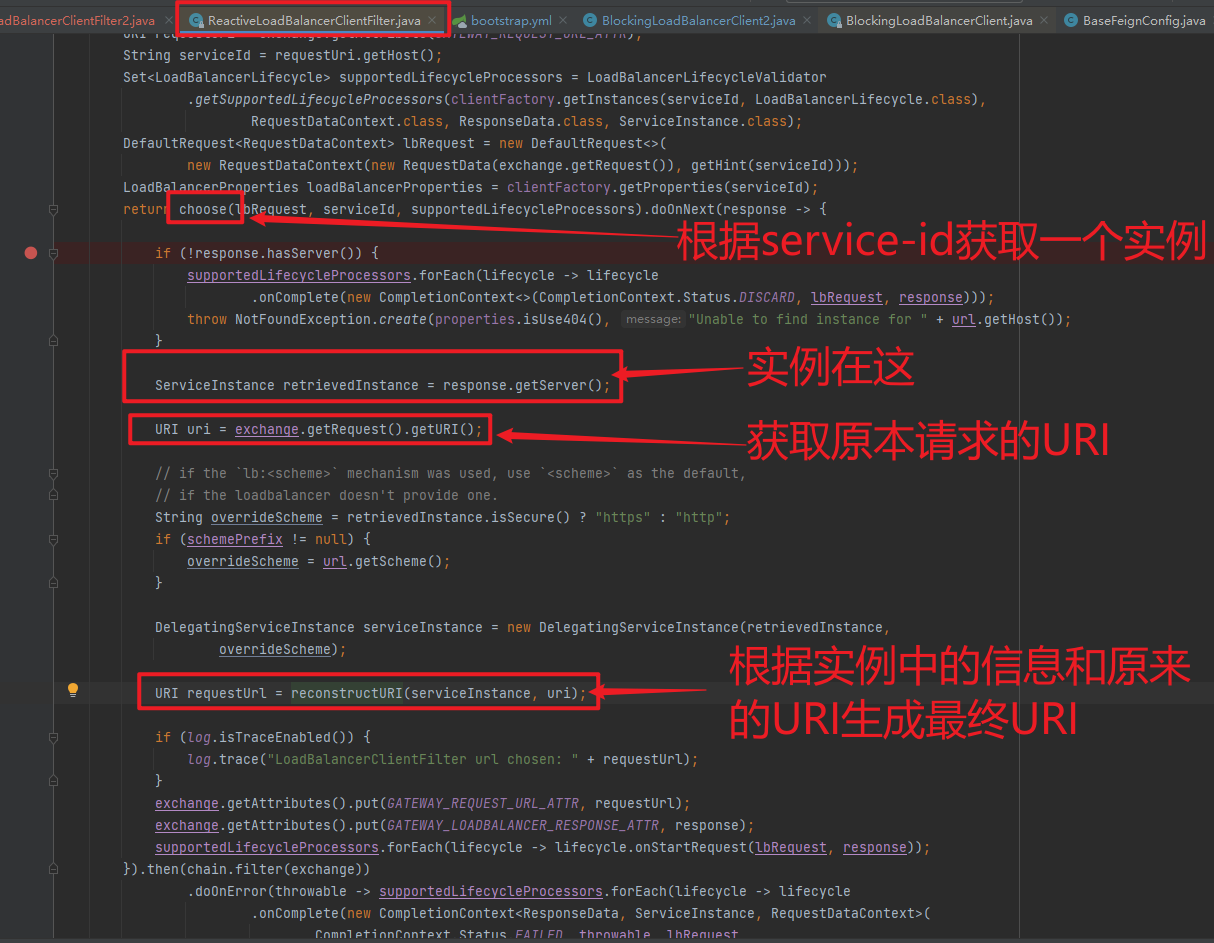 adBalancerClientFilter2.java ReactiveLoadBalancerClientFilter.java bootstrap.yml BlockingLoadBalancerClient2.java BlockingLoadBalancerClient.java BaseFeignConfig.java
String serviceId = requestUri.getHost();
Set<LoadBalancerLifecycle> supportedLifecycleProcessors = LoadBalancerLifecycleValidator
.getSupportedLifecycleProcessors(clientFactory.getInstances(serviceId, LoadBalancerLifecycle.class),
RequestDataContext.class, ResponseData.class, ServiceInstance.class);
DefaultRequest<RequestDataContext> lbRequest = new DefaultRequest<>(
new RequestDataContext(new RequestData(exchange.getRequest()), getHint(serviceId)));
LoadBalancerProperties loadBalancerProperties = clientFactory.getProperties(serviceId);
return choose(lbRequest, serviceId, supportedLifecycleProcessors).doOnNext(response -> {
根据service-id获取一个实例
if (!response.hasServer()) {
supportedLifecycleProcessors.forEach(lifecycle -> lifecycle
.onComplete(new CompletionContext<>(CompletionContext.Status.DISCARD, lbRequest, response)));
throw NotFoundException.create(properties.isUse404(), message: "Unable to find instance for " + url.getHost());
}
实例在这
ServiceInstance retrievedInstance = response.getServer();
URI uri = exchange.getRequest().getURI();
获取原本请求的URI
// if the `lb:<scheme>` mechanism was used, use `<scheme>` as the default,
// if the loadbalancer doesn't provide one.
String overrideScheme = retrievedInstance.isSecure() ? "https" : "http";
if (schemePrefix != null) {
overrideScheme = url.getScheme();
}
DelegatingServiceInstance serviceInstance = new DelegatingServiceInstance(retrievedInstance,
overrideScheme);
根据实例中的信息和原来
的URI生成最终URI
URI requestUrl = reconstructURI(serviceInstance, uri);
if (log.isTraceEnabled()) {
log.trace("LoadBalancerClientFilter url chosen: " + requestUrl);
}
exchange.getAttributes().put(GATEWAY_REQUEST_URL_ATTR, requestUrl);
exchange.getAttributes().put(GATEWAY_LOADBALANCER_RESPONSE_ATTR, response);
supportedLifecycleProcessors.forEach(lifecycle -> lifecycle.onStartRequest(lbRequest, response));
}).then(chain.filter(exchange))
.doOnError(throwable -> supportedLifecycleProcessors.forEach(lifecycle -> lifecycle
.onComplete(new CompletionContext<ResponseData, ServiceInstance, RequestDataContext>(
CompletionContext.Status.FAILED, throwable, lbRequest